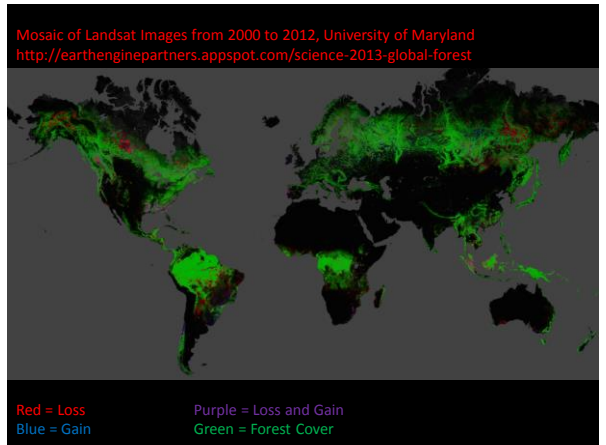 Mosaic of Landsat Images from 2000 to 2012, University of Maryland
http://earthenginepartners.appspot.com/science-2013-global-forest
Red = Loss
Purple = Loss and Gain
Blue = Gain
Green = Forest Cover